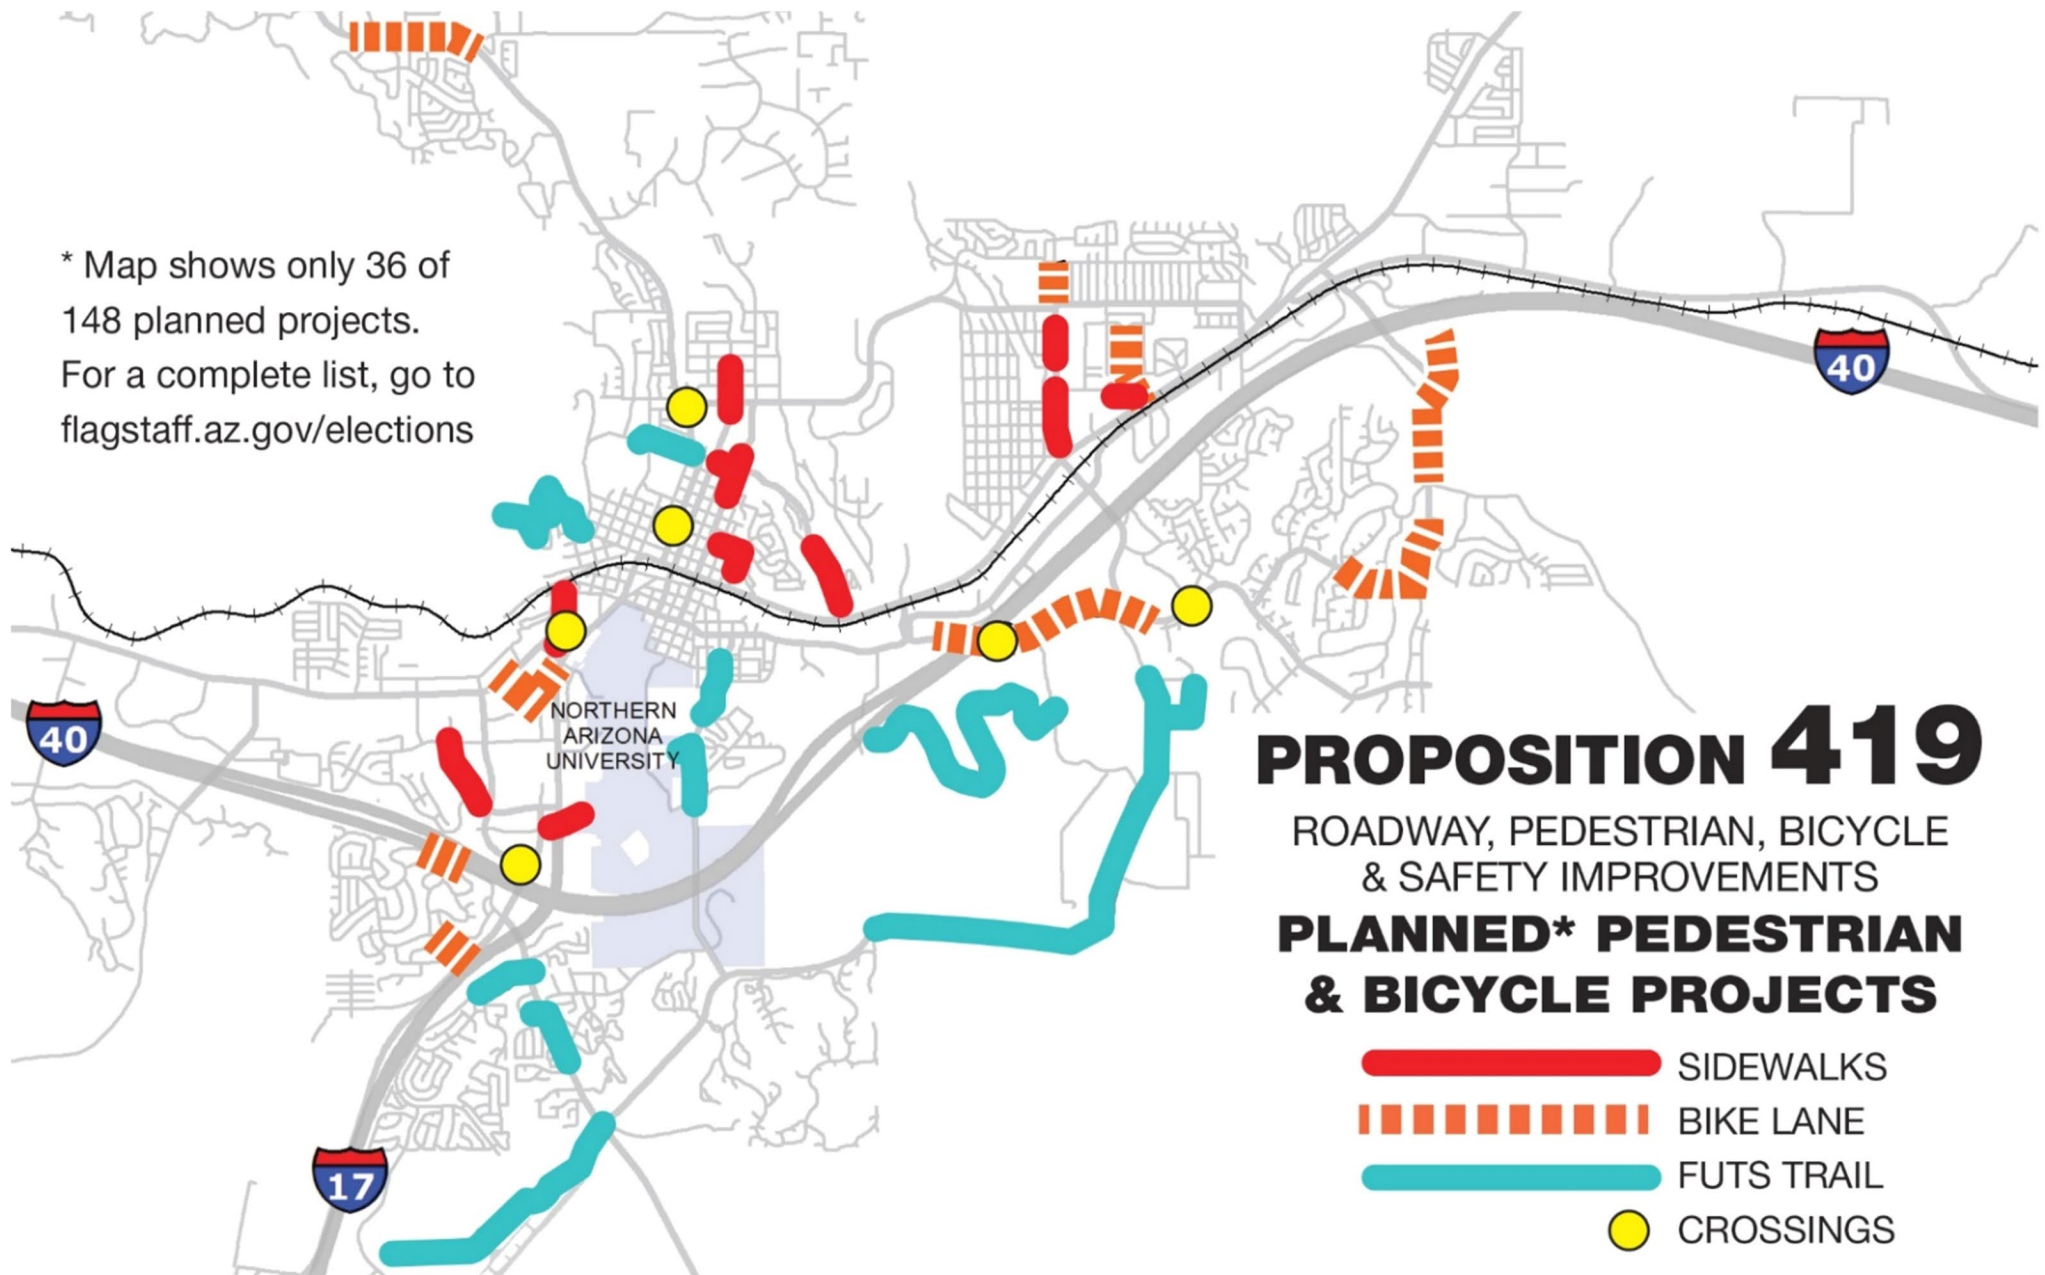 * Map shows only 36 of
148 planned projects.
For a complete list, go to
flagstaff.az.gov/elections
40
40
NORTHERN
ARIZONA
UNIVERSITY
17
PROPOSITION 419
ROADWAY, PEDESTRIAN, BICYCLE
& SAFETY IMPROVEMENTS
PLANNED* PEDESTRIAN
& BICYCLE PROJECTS
SIDEWALKS
BIKE LANE
FUTS TRAIL
CROSSINGS